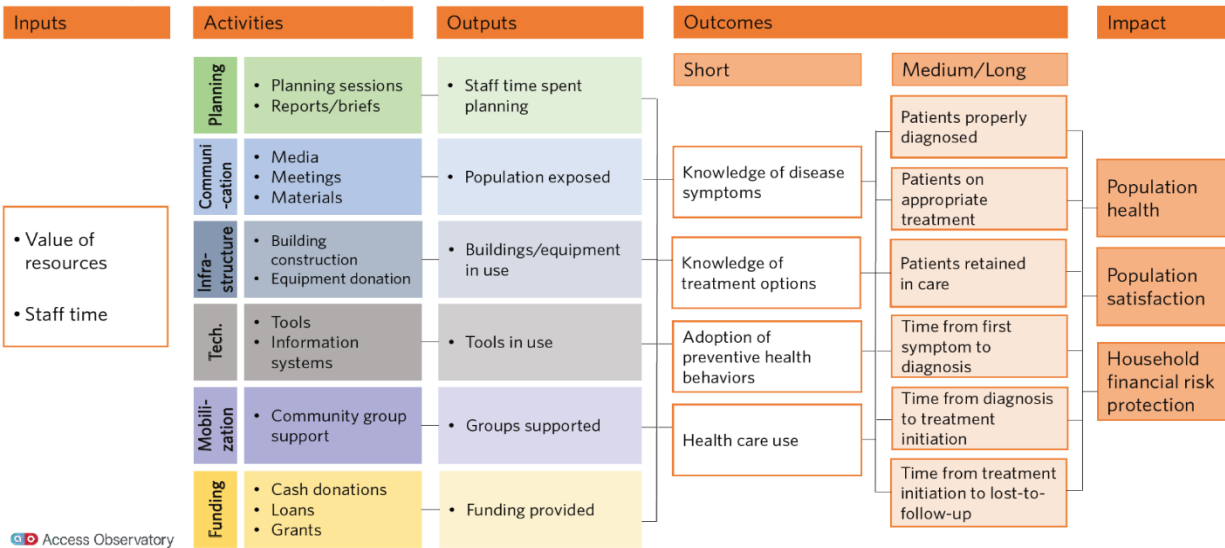 Inputs
Activities
Outputs
Outcomes
Impact
Short
Medium/Long
• Value of
resources
• Staff time
Planning
• Planning sessions
• Reports/briefs
• Staff time spent
planning
Communi
-cation
• Media
• Meetings
• Materials
• Population exposed
Infra-
structure
• Building
construction
• Equipment donation
• Buildings/equipment
in use
Tech.
• Tools
• Information
systems
• Tools in use
Mobili-
zation
• Community group
support
• Groups supported
Funding
• Cash donations
• Loans
• Grants
• Funding provided
Knowledge of disease
symptoms
Knowledge of
treatment options
Adoption of
preventive health
behaviors
Health care use
Patients properly
diagnosed
Patients on
appropriate
treatment
Patients retained
in care
Time from first
symptom to
diagnosis
Time from diagnosis
to treatment
initiation
Time from treatment
initiation to lost-to-
follow-up
Population
health
Population
satisfaction
Household
financial risk
protection
ao Access Observatory